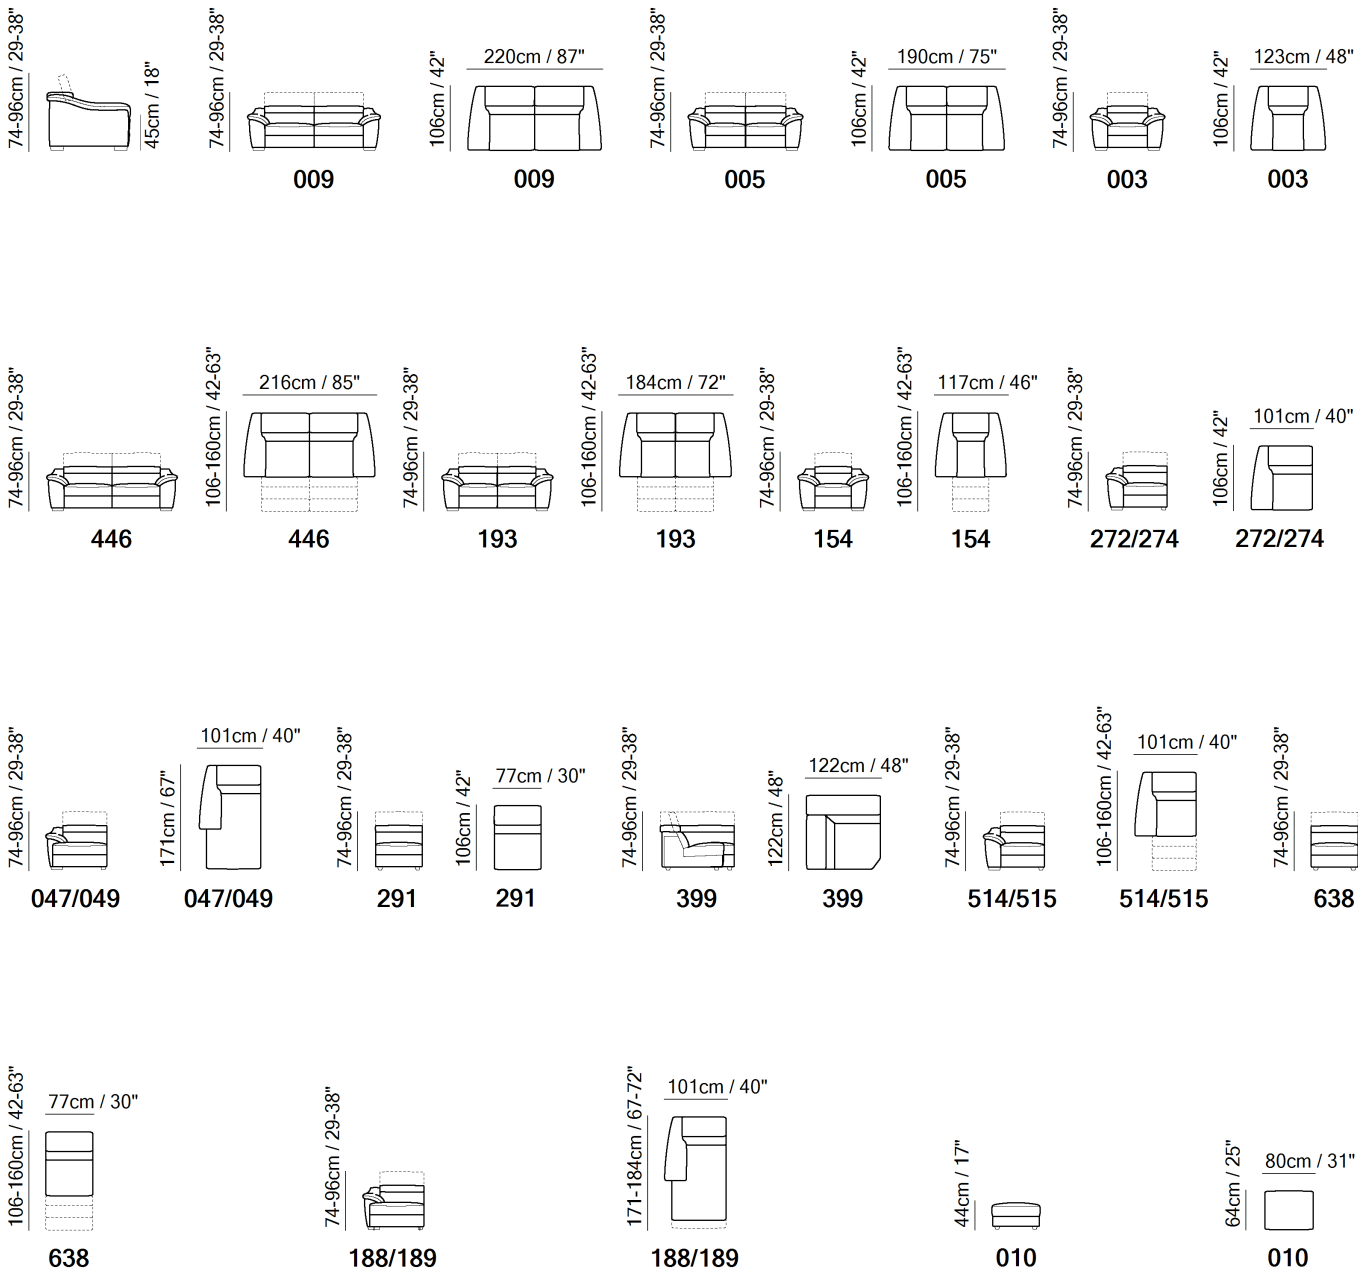 74-96cm / 29-38"
45cm / 18"
74-96cm / 29-38"
009
106cm / 42"
220cm / 87"
009
74-96cm / 29-38"
005
106cm / 42"
190cm / 75"
005
74-96cm / 29-38"
003
106cm / 42"
123cm / 48"
003
74-96cm / 29-38"
446
106-160cm / 42-63"
216cm / 85"
446
74-96cm / 29-38"
193
106-160cm / 42-63"
184cm / 72"
193
74-96cm / 29-38"
154
106-160cm / 42-63"
117cm / 46"
154
74-96cm / 29-38"
272/274
106cm / 42"
101cm / 40"
272/274
74-96cm / 29-38"
047/049
171cm / 67"
101cm / 40"
047/049
74-96cm / 29-38"
291
106cm / 42"
77cm / 30"
291
74-96cm / 29-38"
399
122cm / 48"
122cm / 48"
399
74-96cm / 29-38"
514/515
106-160cm / 42-63"
101cm / 40"
514/515
74-96cm / 29-38"
638
106-160cm / 42-63"
77cm / 30"
638
74-96cm / 29-38"
188/189
171-184cm / 67-72"
101cm / 40"
188/189
44cm / 17"
010
64cm / 25"
80cm / 31"
010